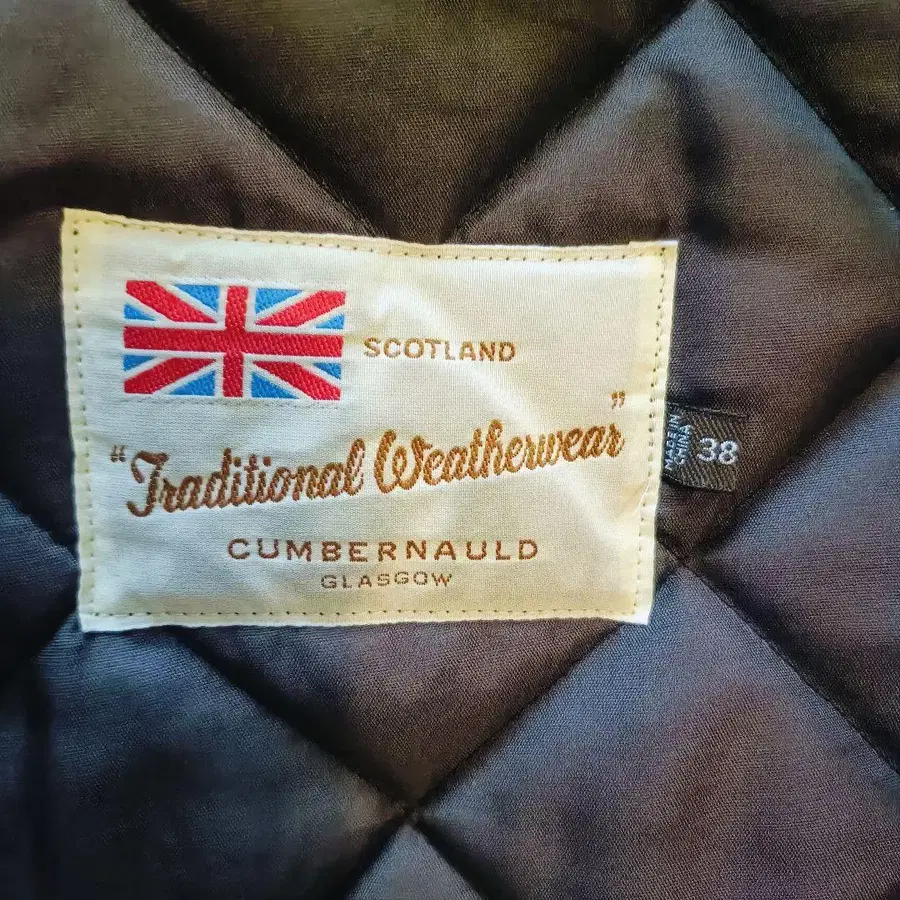 SCOTLAND
"Traditional Weatherwear"
CUMBERNAULD
GLASGOW
MADE IN
CHINA
38